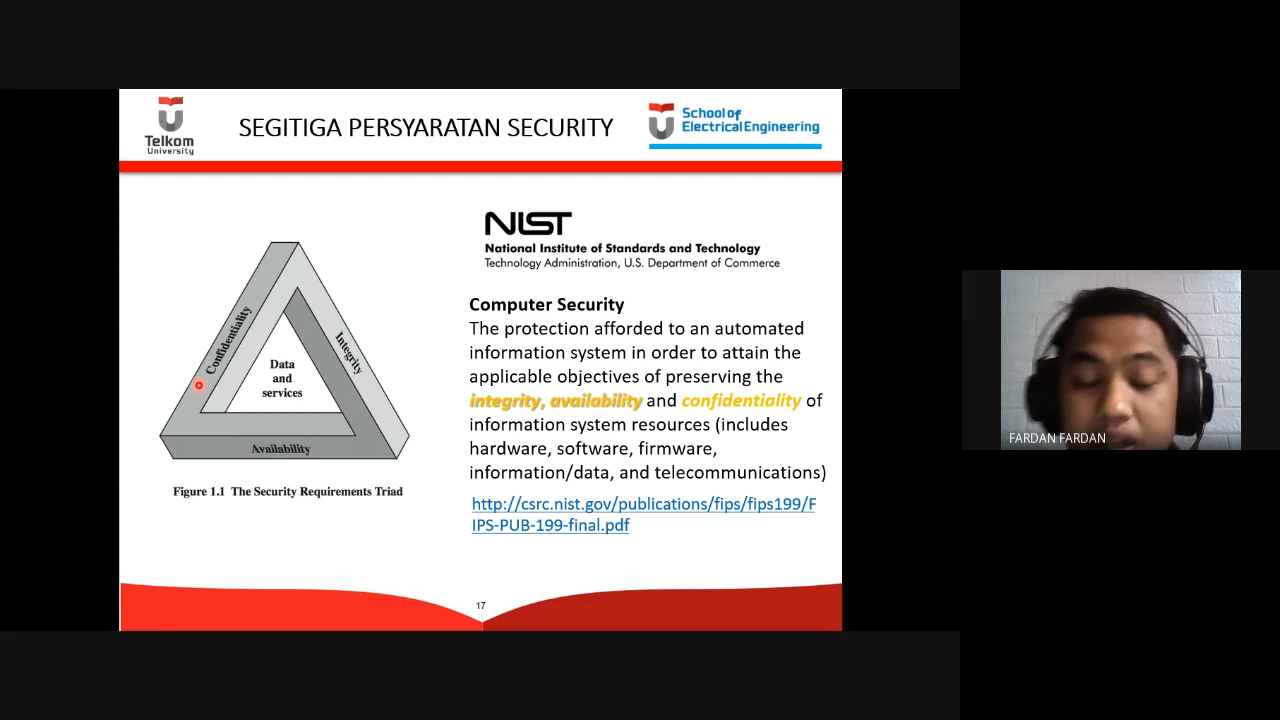 Telkom
University
SEGITIGA PERSYARATAN SECURITY
School of
Electrical Engineering
NIST
National Institute of Standards and Technology
Technology Administration, U.S. Department of Commerce
Confidentiality
Integrity
Data
and
services
Availability
Figure 1.1 The Security Requirements Triad
Computer Security
The protection afforded to an automated
information system in order to attain the
applicable objectives of preserving the
integrity, availability and confidentiality of
information system resources (includes
hardware, software, firmware,
information/data, and telecommunications)
http://csrc.nist.gov/publications/fips/fips199/F
IPS-PUB-199-final.pdf
17
FARDAN FARDAN